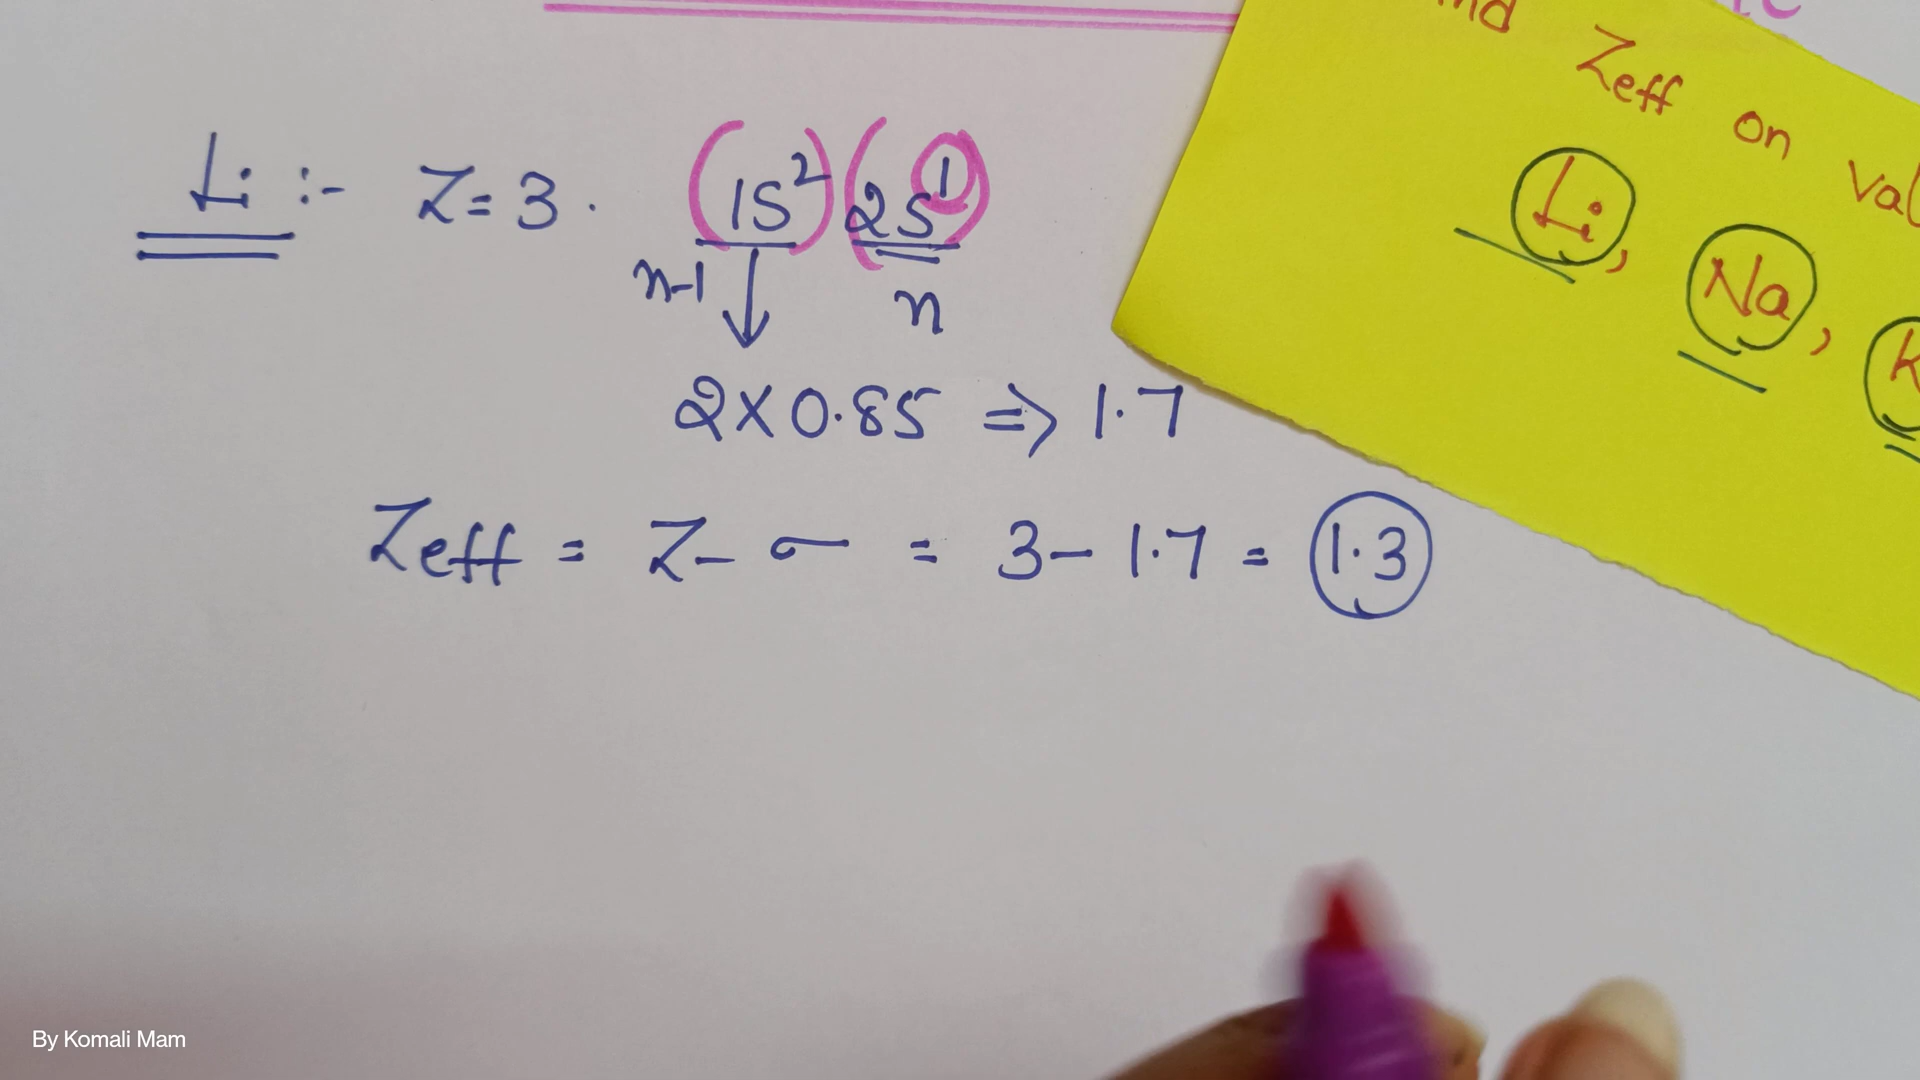 Zeff on
Li, Na,
Li :- Z = 3. (1s²) (2s¹)
n-1 n
2 × 0.85 ⇒ 1.7
Zeff = Z - σ = 3 - 1.7 = 1.3
By Komali Mam